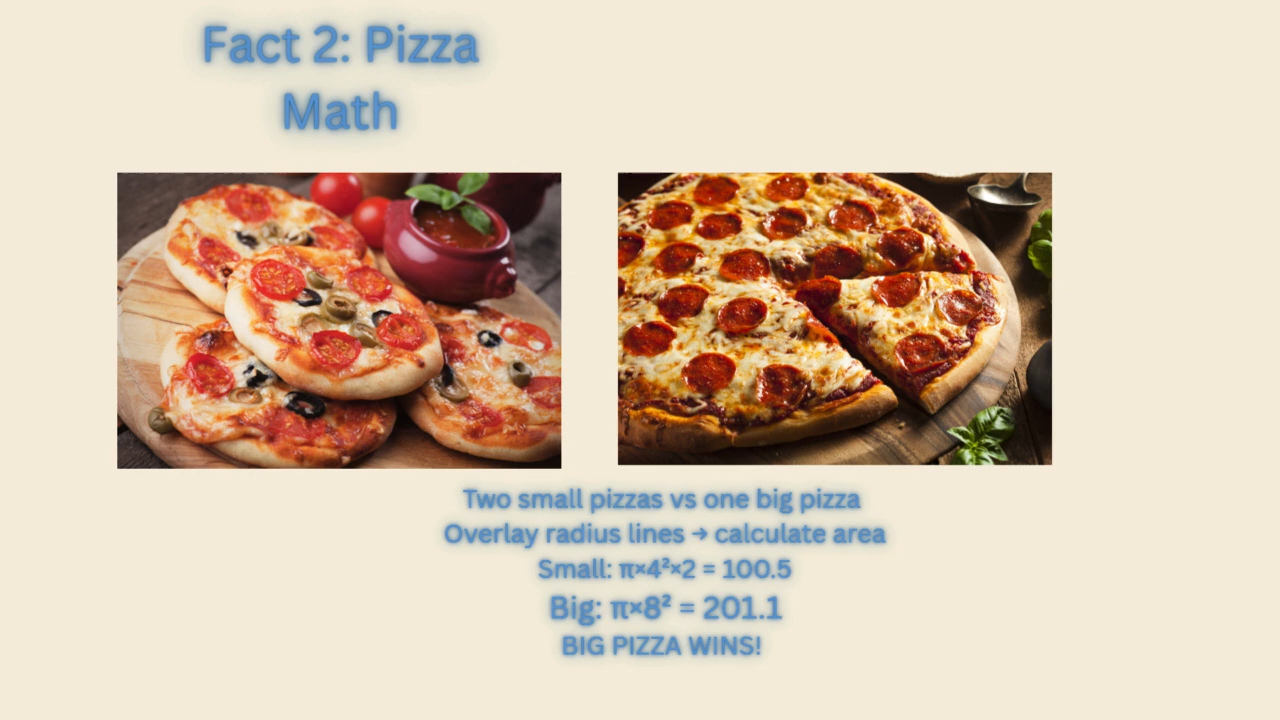 Fact 2: Pizza
Math
Two small pizzas vs one big pizza
Overlay radius lines → calculate area
Small: π×4²×2 = 100.5
Big: π×8² = 201.1
BIG PIZZA WINS!